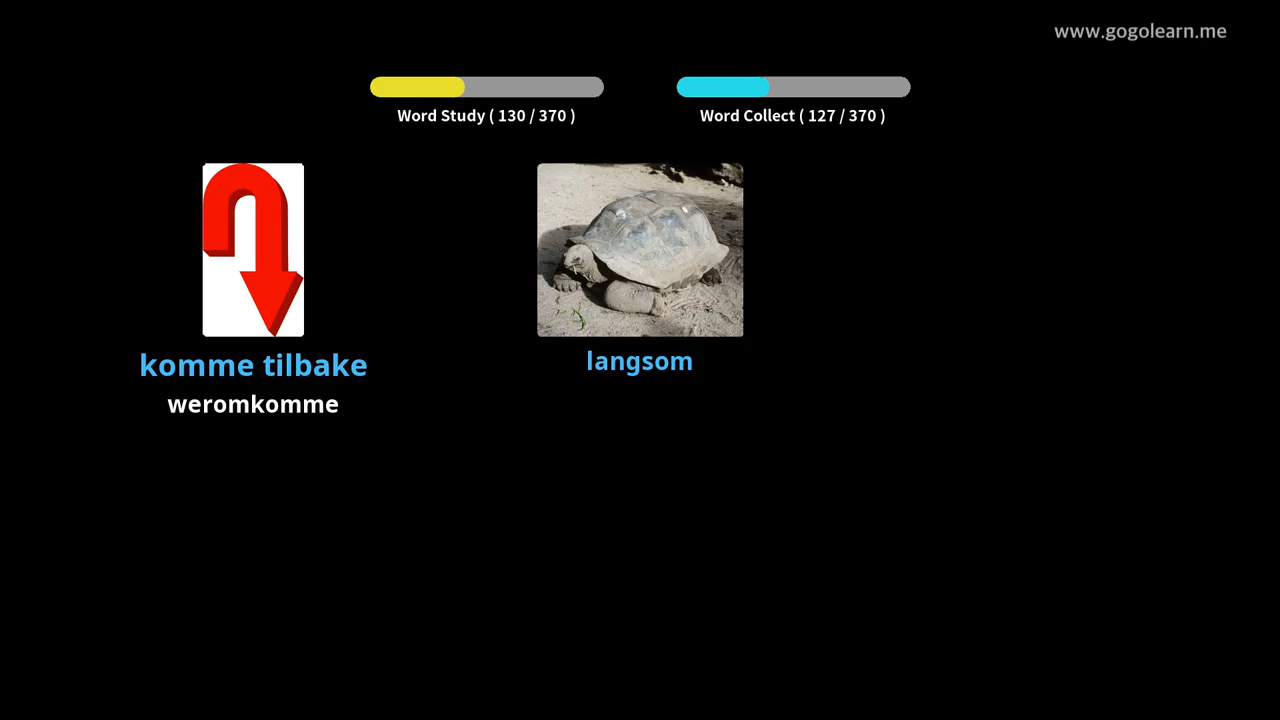 www.gogolearn.me
Word Study ( 130 / 370 )
Word Collect ( 127 / 370 )
komme tilbake
weromkomme
langsom